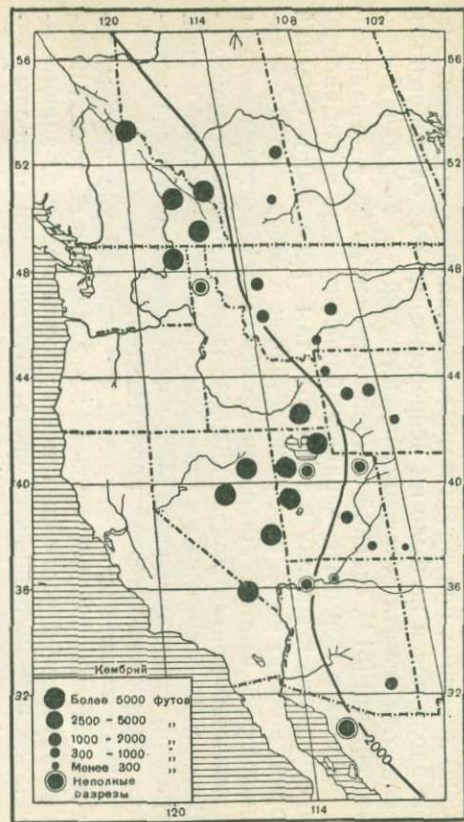 120 114 108 102
56 56
52 52
48 48
44 44
40 40
36 36
32 32
2000
Кембрий
Более 5000 футов
2500 - 5000 "
1000 - 2000 "
300 - 1000 "
Менее 300 "
Неполные
разрезы
120 114